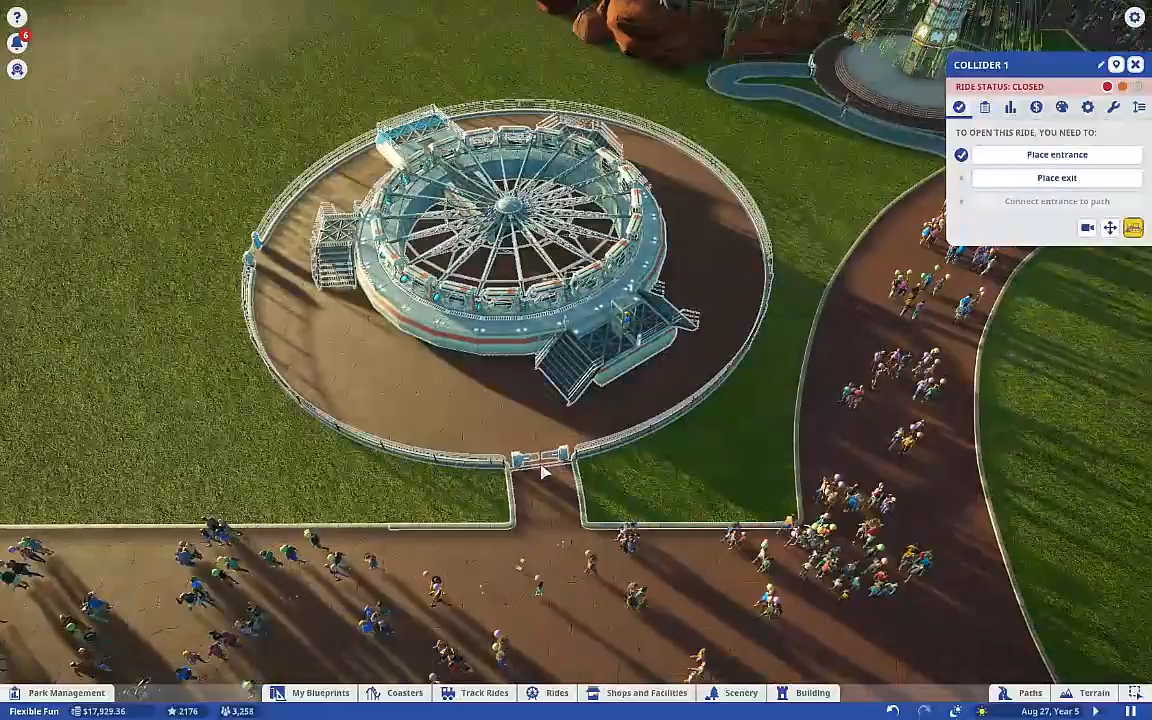 ?
6
COLLIDER 1
RIDE STATUS: CLOSED
TO OPEN THIS RIDE, YOU NEED TO:
Place entrance
Place exit
Connect entrance to path
Park Management
My Blueprints
Coasters
Track Rides
Rides
Shops and Facilities
Scenery
Building
Paths
Terrain
Flexible Fun
$17,929.36
2176
3,258
Aug 27, Year 5